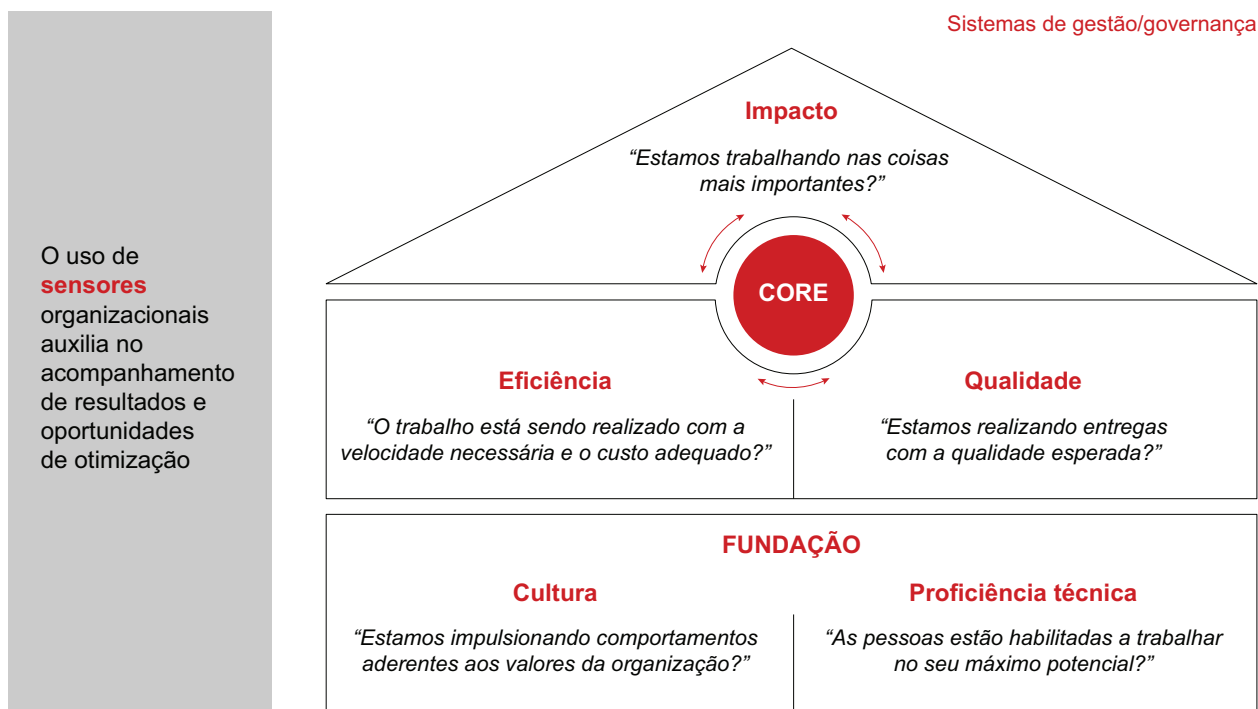 O uso de
sensores
organizacionais
auxilia no
acompanhamento
de resultados e
oportunidades
de otimização
Sistemas de gestão/governança
Impacto
“Estamos trabalhando nas coisas
mais importantes?”
CORE
Eficiência
“O trabalho está sendo realizado com a
velocidade necessária e o custo adequado?”
Qualidade
“Estamos realizando entregas
com a qualidade esperada?”
FUNDAÇÃO
Cultura
“Estamos impulsionando comportamentos
aderentes aos valores da organização?”
Proficiência técnica
“As pessoas estão habilitadas a trabalhar
no seu máximo potencial?”